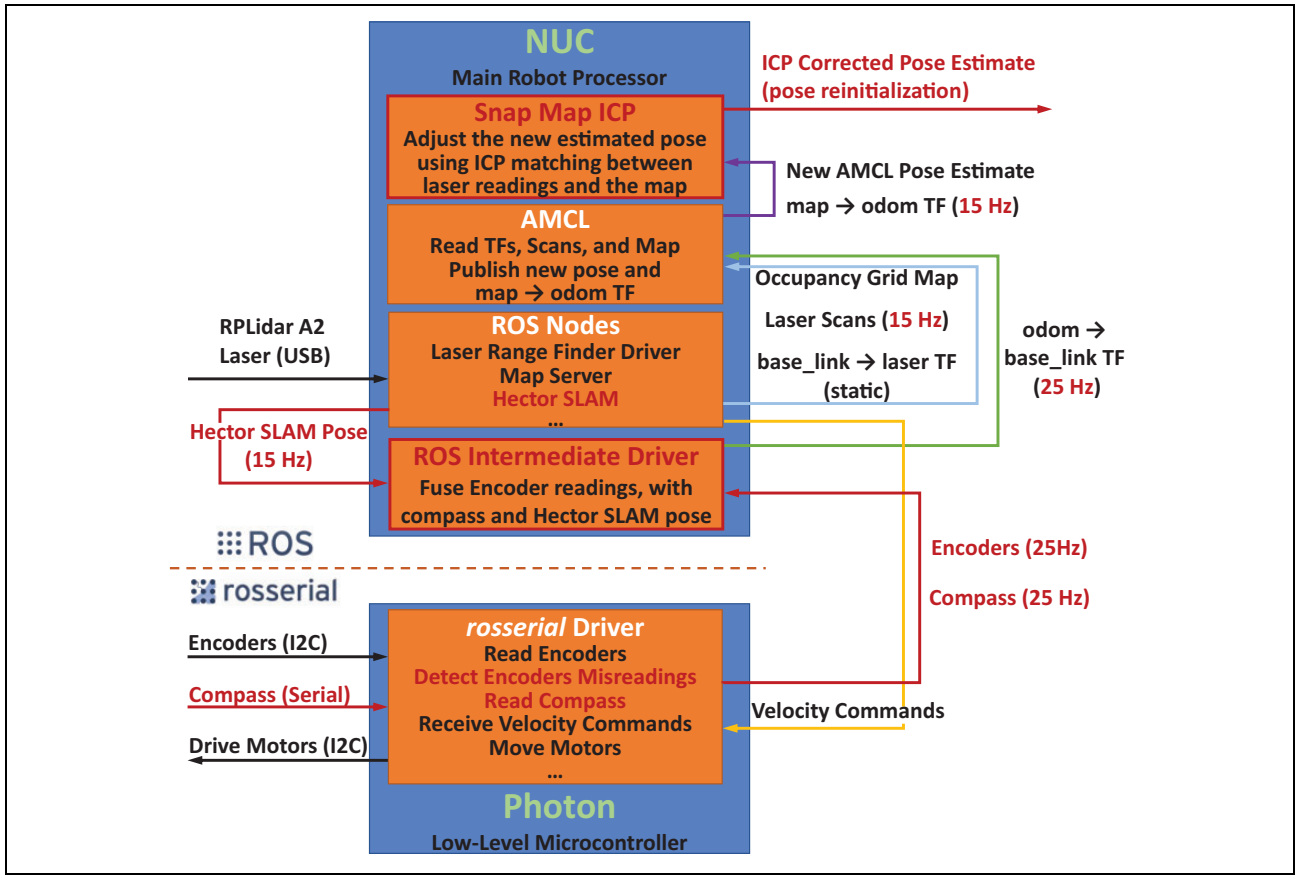 NUC
Main Robot Processor
Snap Map ICP
Adjust the new estimated pose
using ICP matching between
laser readings and the map
ICP Corrected Pose Estimate
(pose reinitialization)
New AMCL Pose Estimate
map → odom TF (15 Hz)
AMCL
Read TFs, Scans, and Map
Publish new pose and
map → odom TF
Occupancy Grid Map
Laser Scans (15 Hz)
base_link → laser TF
(static)
odom →
base_link TF
(25 Hz)
RPLidar A2
Laser (USB)
ROS Nodes
Laser Range Finder Driver
Map Server
Hector SLAM
...
Hector SLAM Pose
(15 Hz)
ROS Intermediate Driver
Fuse Encoder readings, with
compass and Hector SLAM pose
ROS
rosserial
Encoders (25Hz)
Compass (25 Hz)
Encoders (I2C)
Compass (Serial)
Drive Motors (I2C)
rosserial Driver
Read Encoders
Detect Encoders Misreadings
Read Compass
Receive Velocity Commands
Move Motors
...
Velocity Commands
Photon
Low-Level Microcontroller